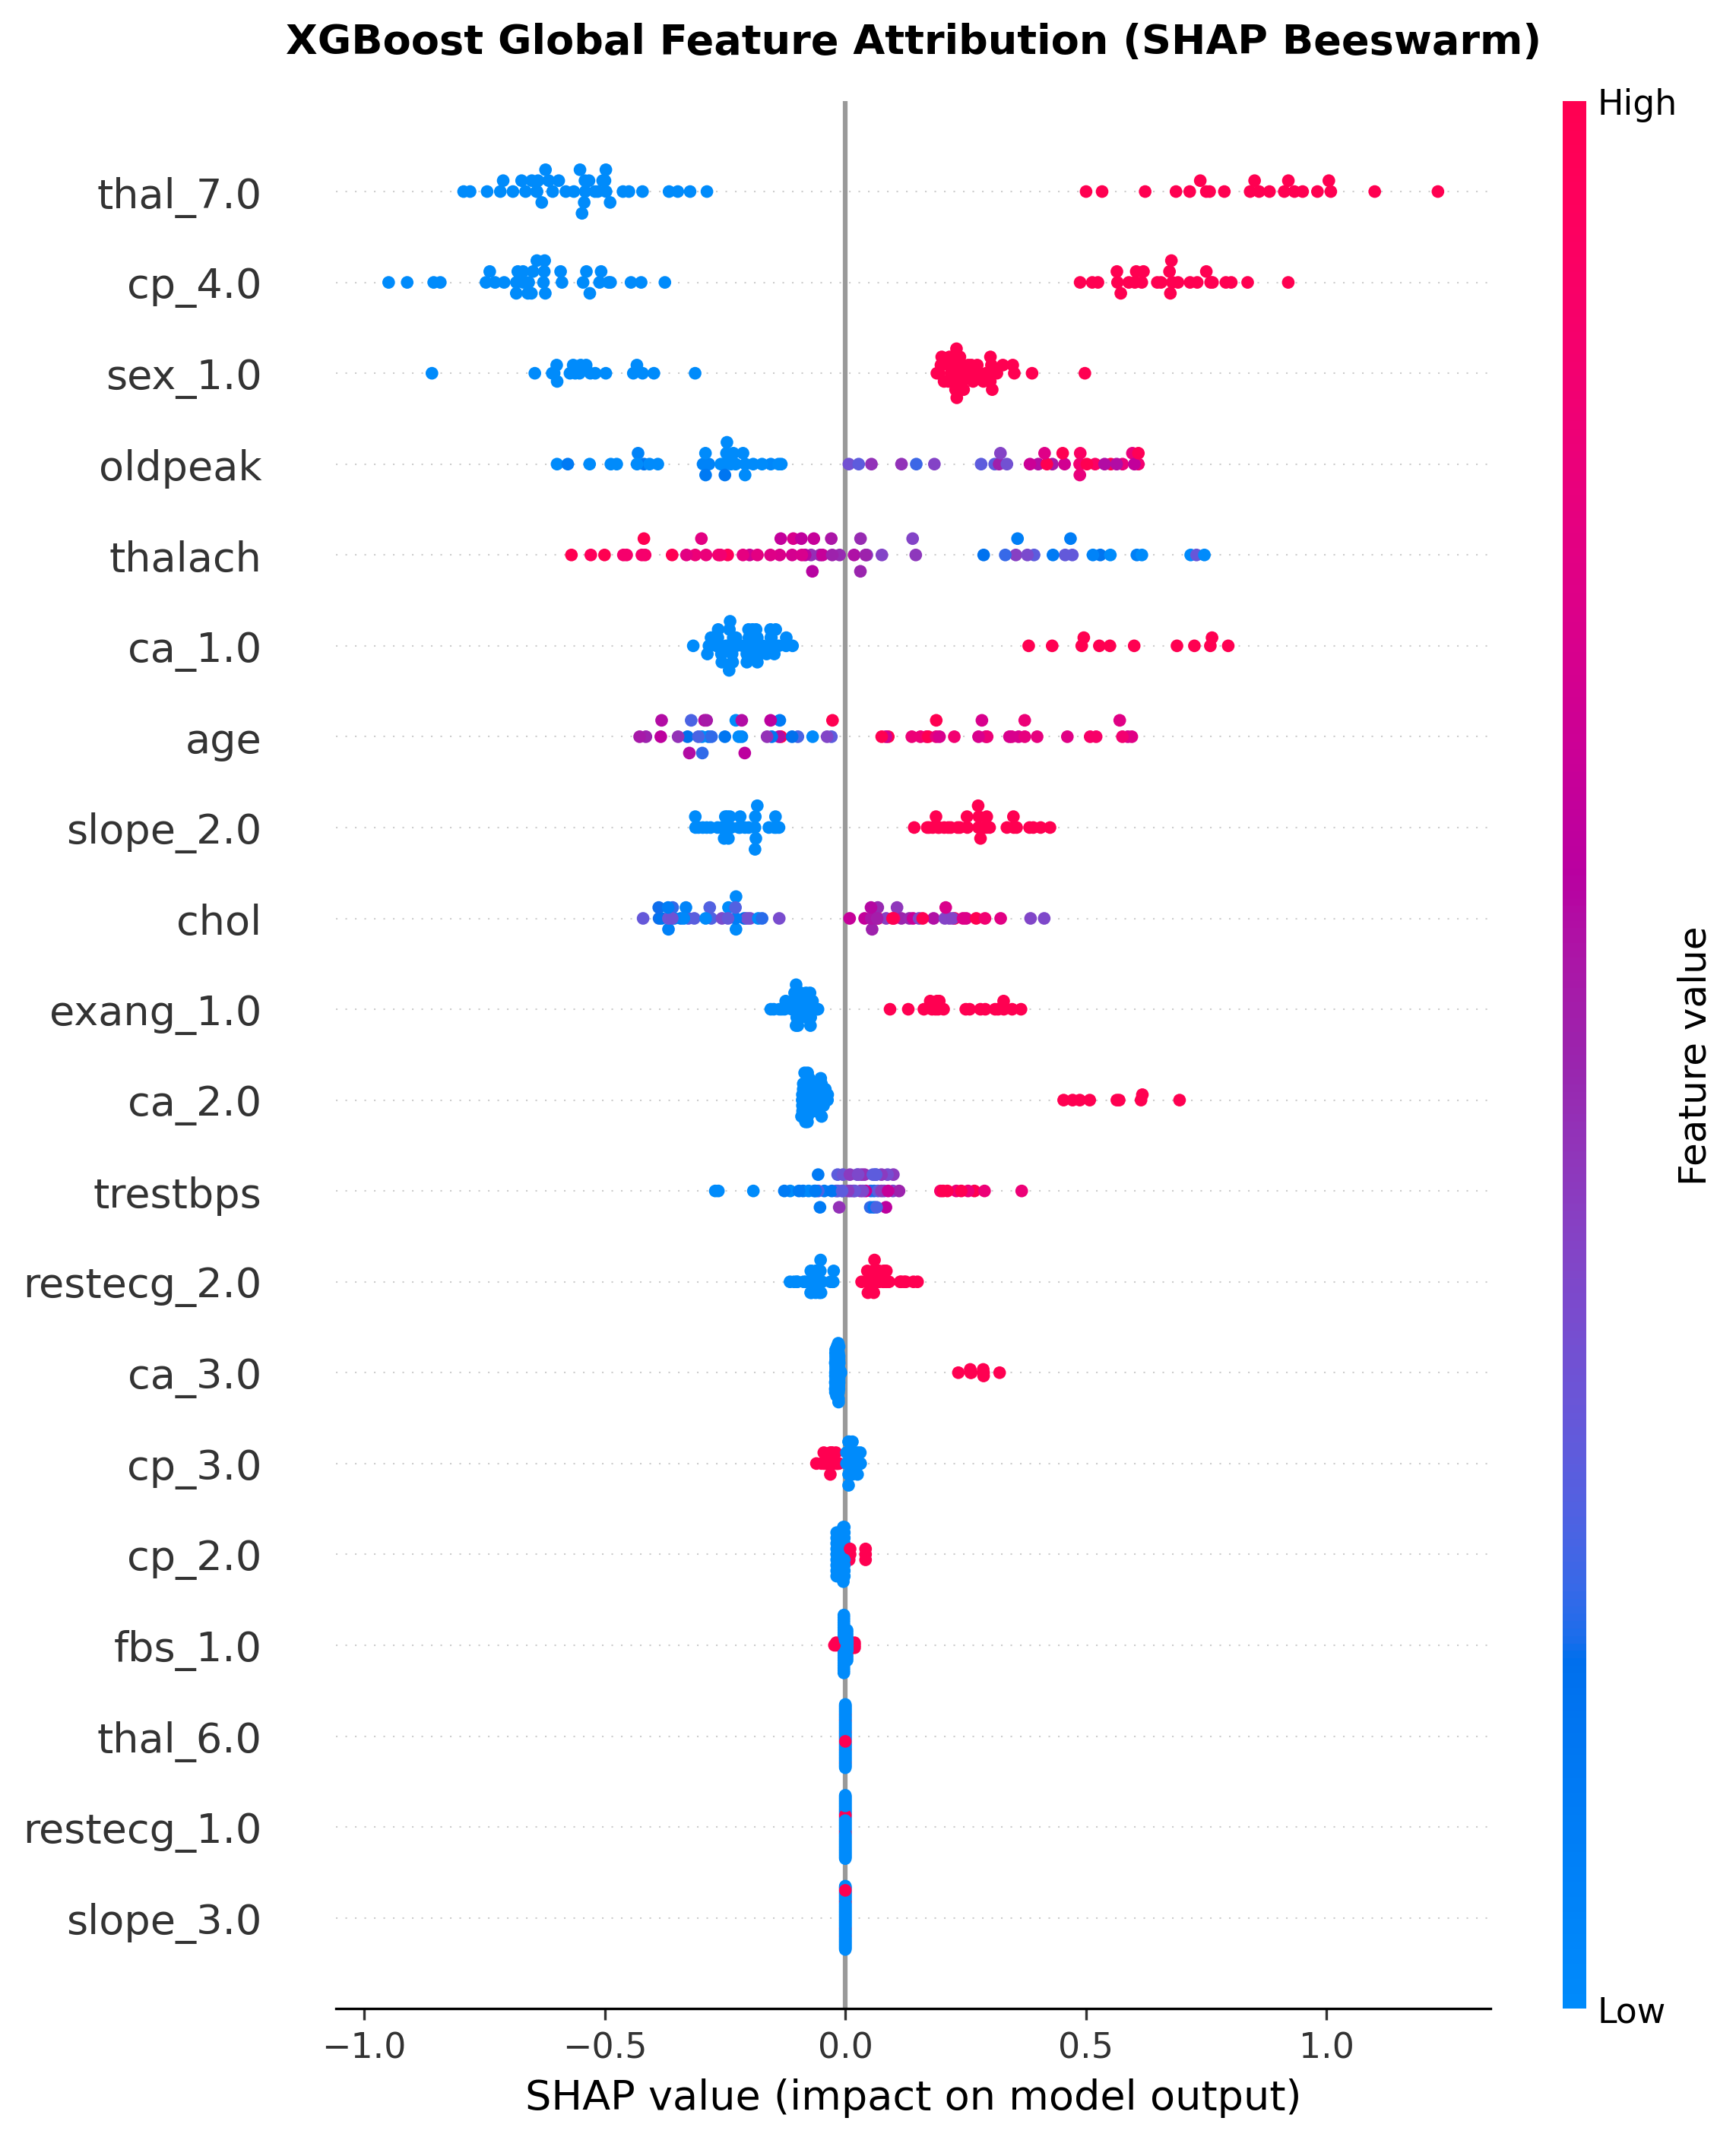 XGBoost Global Feature Attribution (SHAP Beeswarm)
High
thal_7.0
cp_4.0
sex_1.0
oldpeak
thalach
ca_1.0
age
slope_2.0
chol
exang_1.0
ca_2.0
trestbps
restecg_2.0
ca_3.0
cp_3.0
cp_2.0
fbs_1.0
thal_6.0
restecg_1.0
slope_3.0
Feature value
Low
−1.0 −0.5 0.0 0.5 1.0
SHAP value (impact on model output)